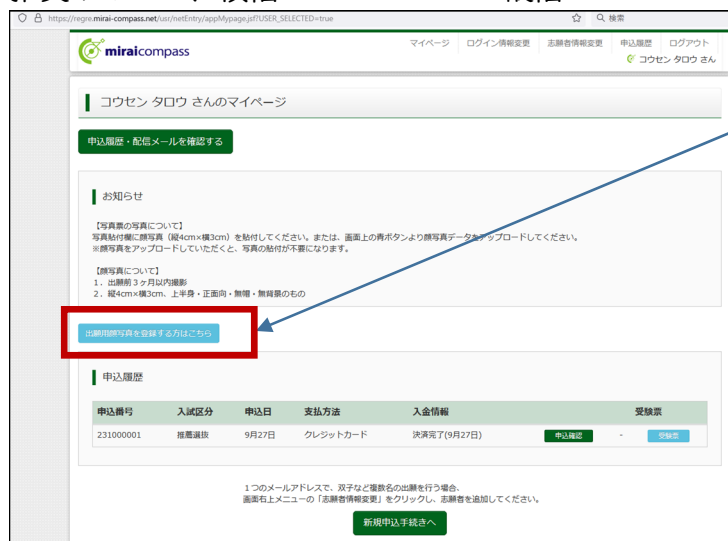 https://regre.mirai-compass.net/usr/netEntry/appMypage.jsf?USER_SELECTED=true
検索
miraicompass
マイページ ログイン情報変更 志願者情報変更 申込履歴 ログアウト
コウセン タロウ さん
コウセン タロウ さんのマイページ
申込履歴・配信メールを確認する
お知らせ
【写真票の写真について】
写真貼付欄に顔写真（縦4cm×横3cm）を貼付してください。または、画面上の青ボタンより顔写真データをアップロードしてください。
※顔写真をアップロードしていただくと、写真の貼付が不要になります。
【顔写真について】
1．出願前３ヶ月以内撮影
2．縦4cm×横3cm、上半身・正面向・無帽・無背景のもの
出願用顔写真を登録する方はこちら
申込履歴
申込番号 入試区分 申込日 支払方法 入金情報 受験票
231000001 推薦選抜 9月27日 クレジットカード 決済完了(9月27日) 申込確認 - 受験票
１つのメールアドレスで、双子など複数名の出願を行う場合、
画面右上メニューの「志願者情報変更」をクリックし、志願者を追加してください。
新規申込手続きへ